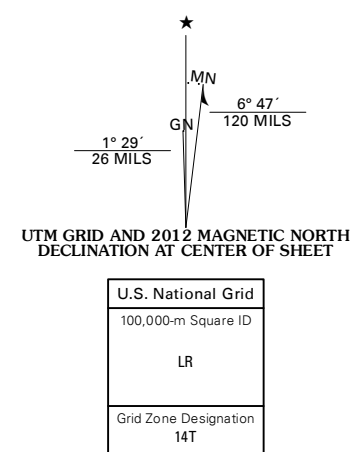 ★
MN
GN
6° 47´
120 MILS
1° 29´
26 MILS
UTM GRID AND 2012 MAGNETIC NORTH
DECLINATION AT CENTER OF SHEET
U.S. National Grid
100,000-m Square ID
LR
Grid Zone Designation
14T